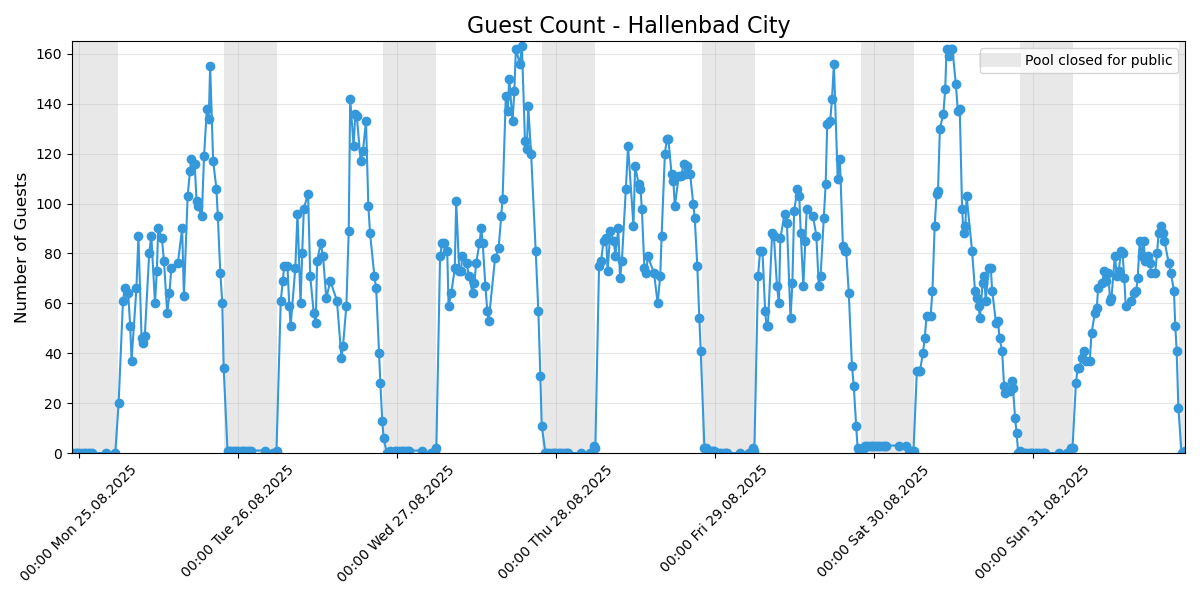 Guest Count - Hallenbad City
Pool closed for public
Number of Guests
160
140
120
100
80
60
40
20
0
00:00 Mon 25.08.2025
00:00 Tue 26.08.2025
00:00 Wed 27.08.2025
00:00 Thu 28.08.2025
00:00 Fri 29.08.2025
00:00 Sat 30.08.2025
00:00 Sun 31.08.2025